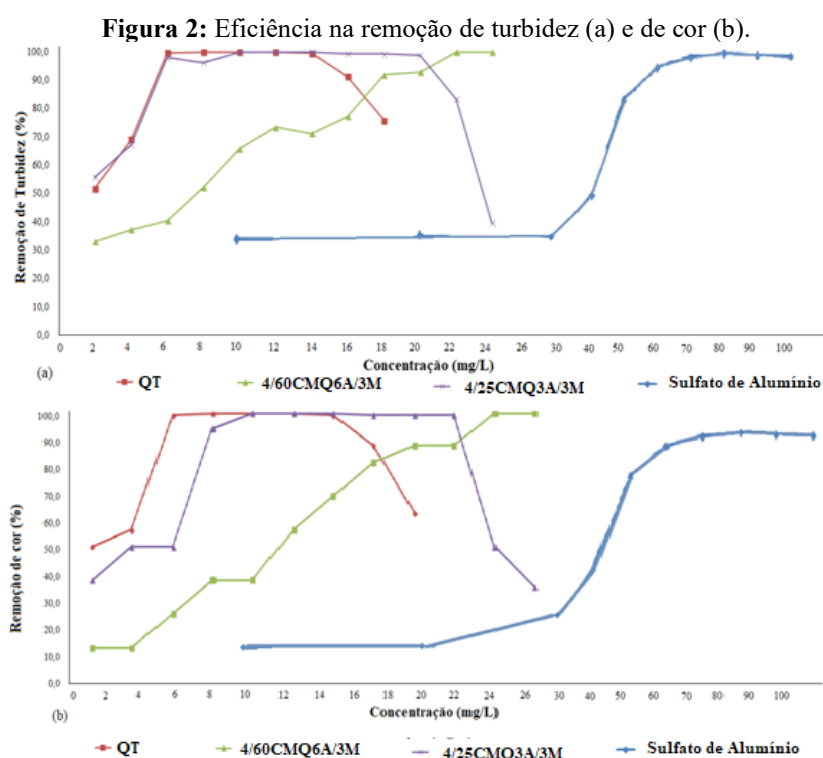 Figura 2: Eficiência na remoção de turbidez (a) e de cor (b).
Remoção de Turbidez (%)
100,0
90,0
80,0
70,0
60,0
50,0
40,0
30,0
20,0
10,0
0,0
0 2 4 6 8 10 12 14 16 18 20 22 24 30 40 50 60 70 80 90 100
Concentração (mg/L)
(a)
QT 4/60CMQ6A/3M 4/25CMQ3A/3M Sulfato de Alumínio
Remoção de cor (%)
100,0
90,0
80,0
70,0
60,0
50,0
40,0
30,0
20,0
10,0
0,0
0 2 4 6 8 10 12 14 16 18 20 22 24 30 40 50 60 70 80 90 100
Concentração (mg/L)
(b)
QT 4/60CMQ6A/3M 4/25CMQ3A/3M Sulfato de Alumínio